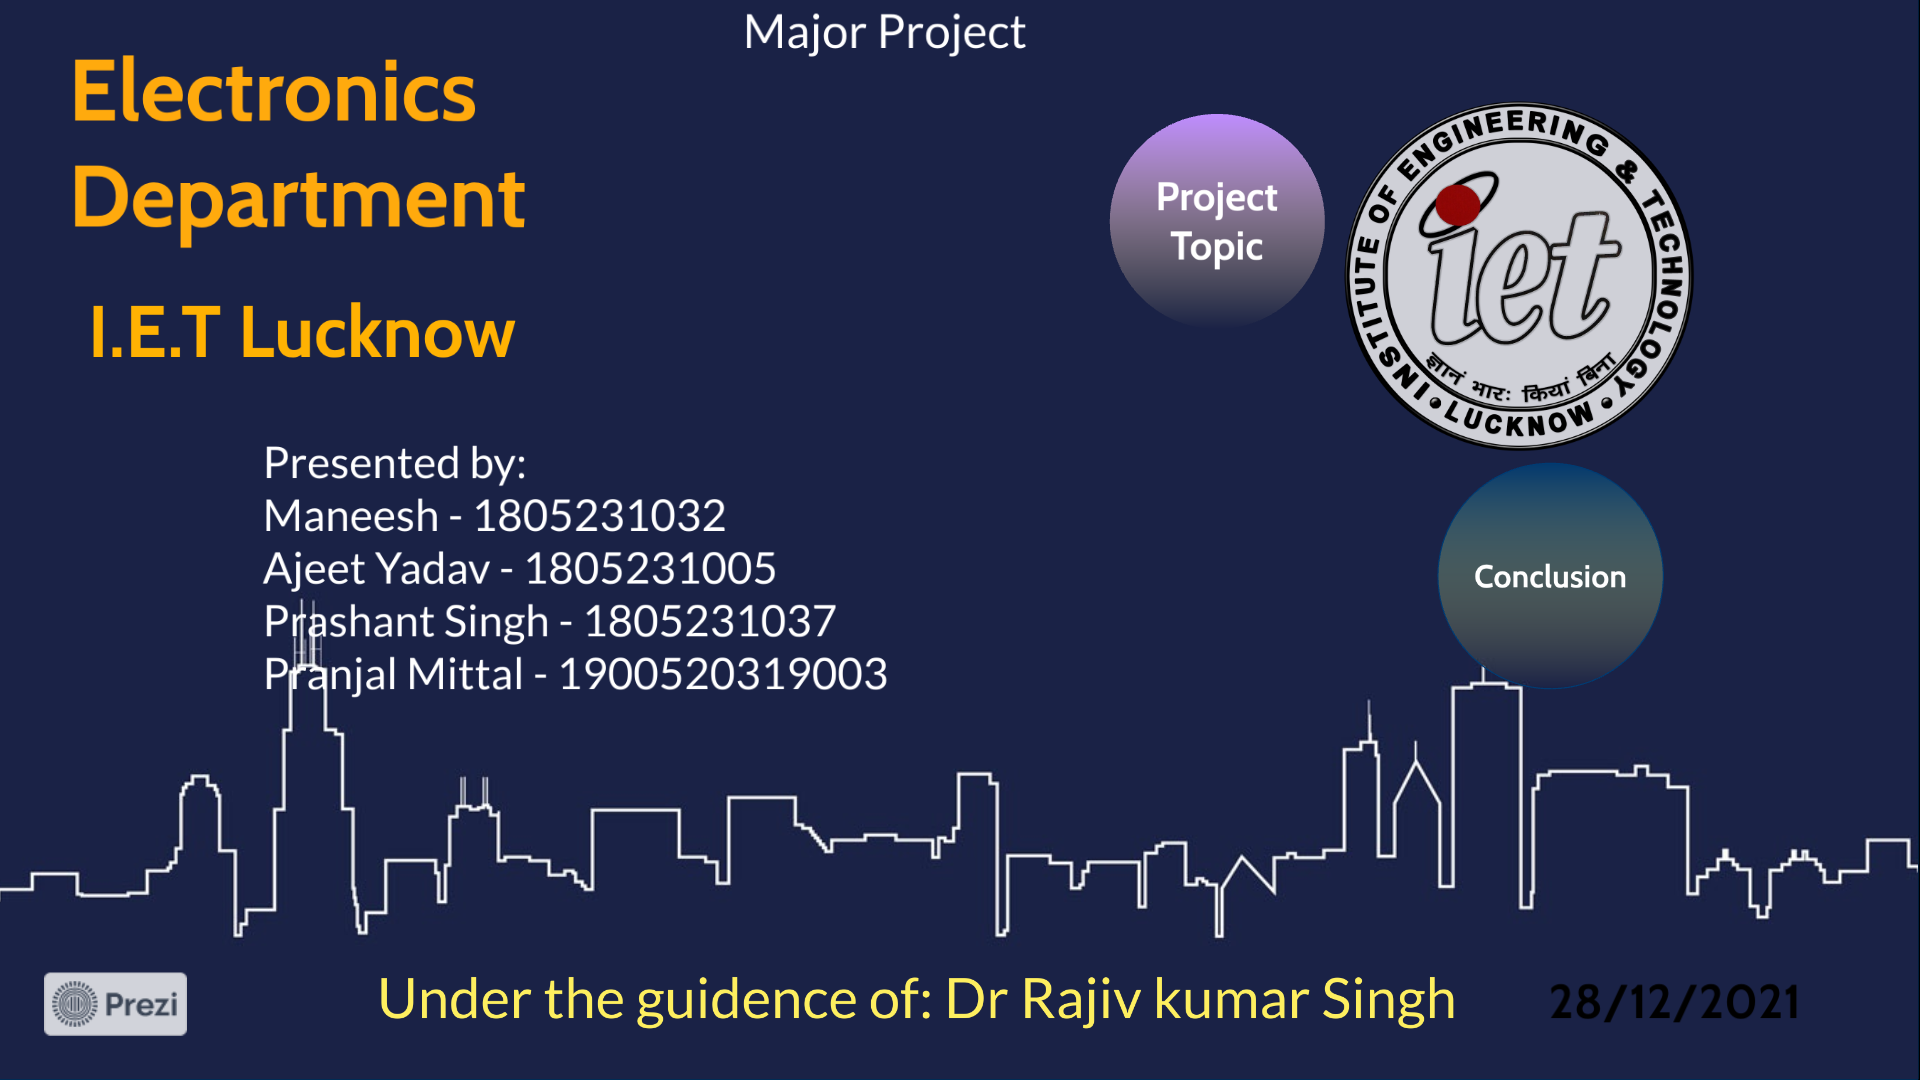 Major Project
Electronics
Department
I.E.T Lucknow
Project
Topic
INSTITUTE OF ENGINEERING & TECHNOLOGY
iet
ज्ञानं भारः कियां बिना
• LUCKNOW •
Presented by:
Maneesh - 1805231032
Ajeet Yadav - 1805231005
Prashant Singh - 1805231037
Pranjal Mittal - 1900520319003
Conclusion
Prezi
Under the guidence of: Dr Rajiv kumar Singh
28/12/2021